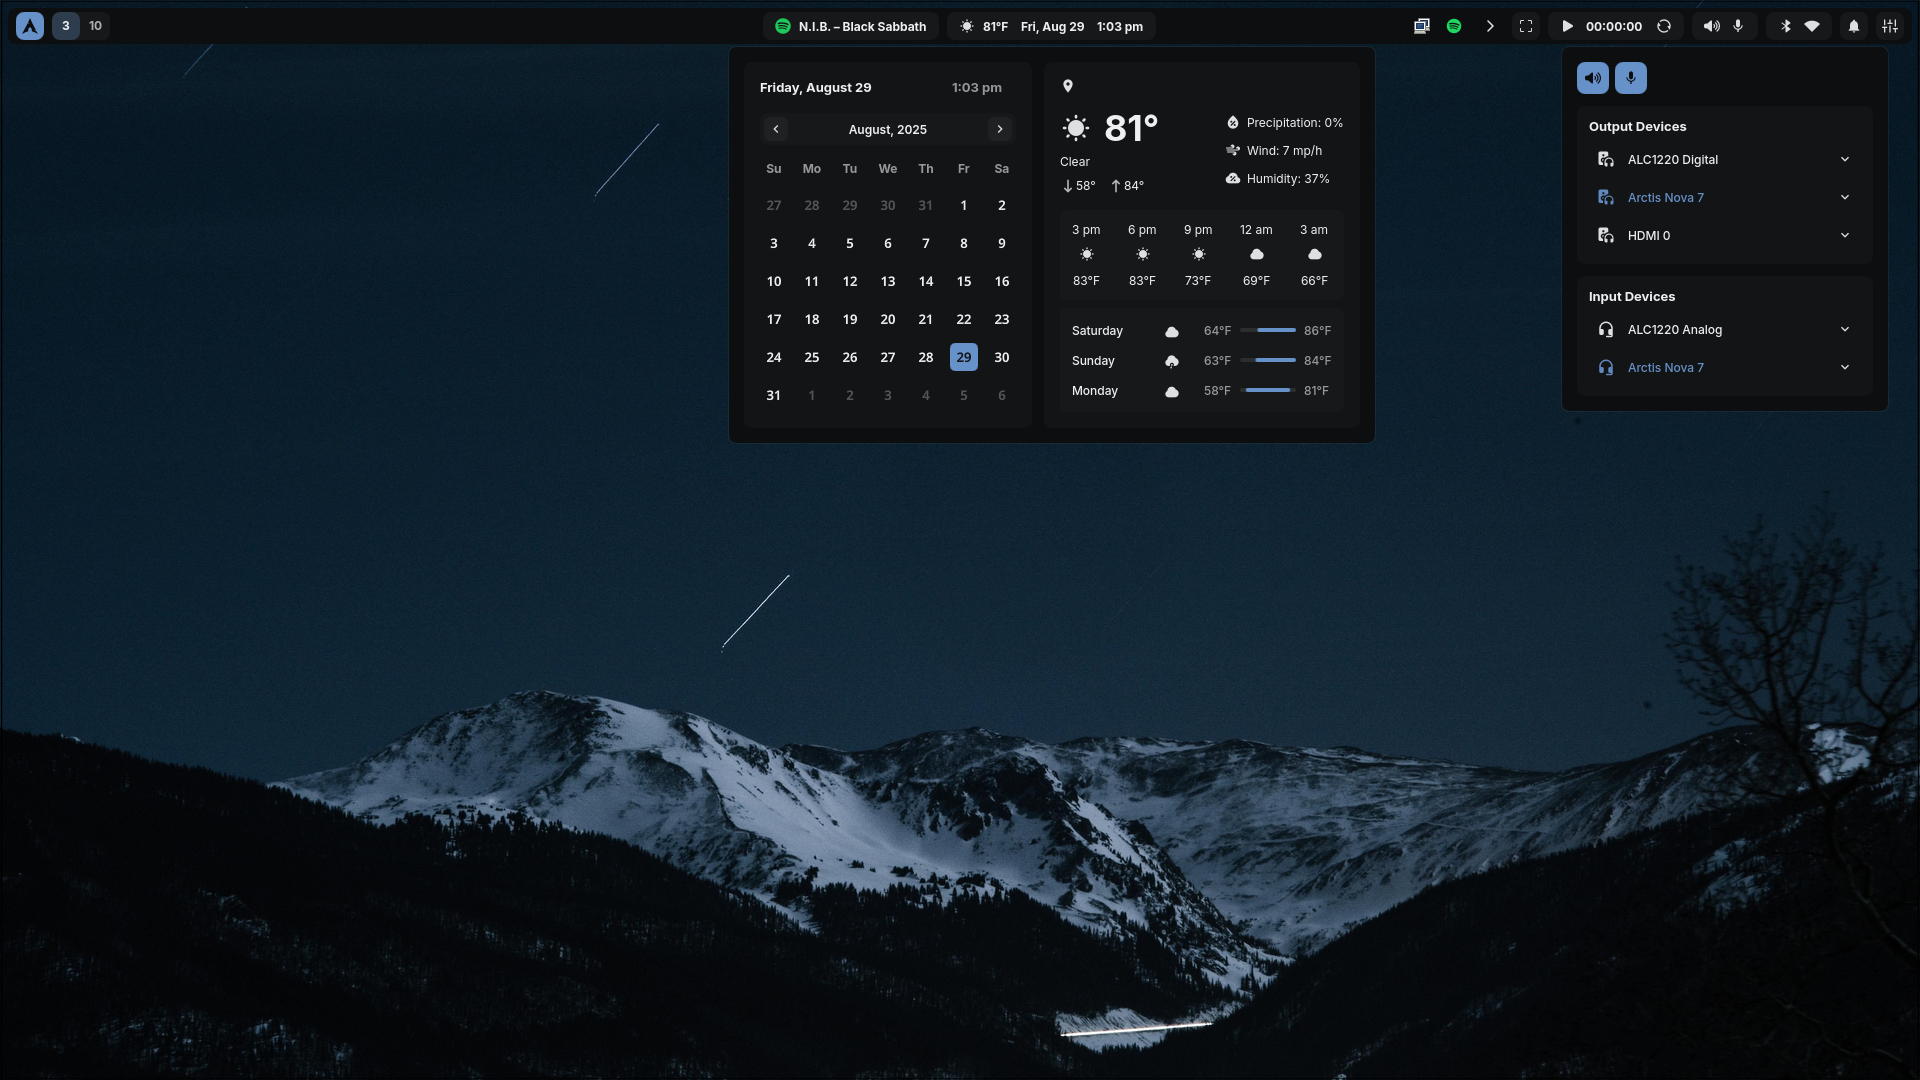 3 10 N.I.B. – Black Sabbath 81°F Fri, Aug 29 1:03 pm 00:00:00
Friday, August 29 1:03 pm
August, 2025
Su Mo Tu We Th Fr Sa
27 28 29 30 31 1 2
3 4 5 6 7 8 9
10 11 12 13 14 15 16
17 18 19 20 21 22 23
24 25 26 27 28 29 30
31 1 2 3 4 5 6
81°
Clear
↓58° ↑84°
Precipitation: 0%
Wind: 7 mp/h
Humidity: 37%
3 pm 6 pm 9 pm 12 am 3 am
83°F 83°F 73°F 69°F 66°F
Saturday 64°F 86°F
Sunday 63°F 84°F
Monday 58°F 81°F
Output Devices
ALC1220 Digital
Arctis Nova 7
HDMI 0
Input Devices
ALC1220 Analog
Arctis Nova 7